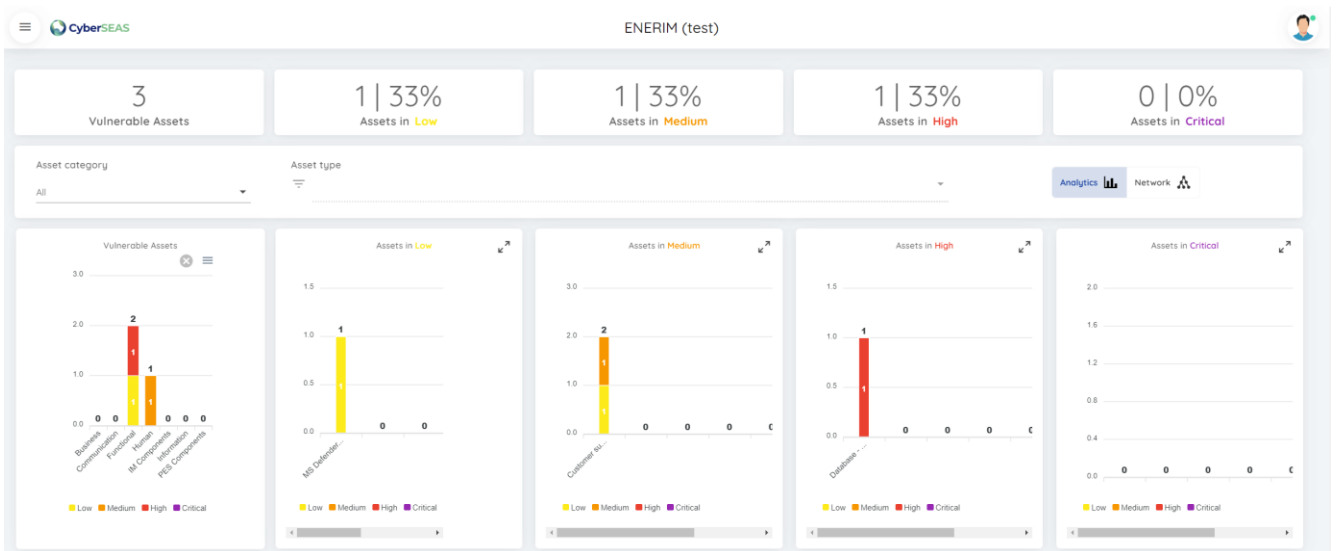 CyberSEAS
ENERIM (test)
3
Vulnerable Assets
1 | 33%
Assets in Low
1 | 33%
Assets in Medium
1 | 33%
Assets in High
0 | 0%
Assets in Critical
Asset category
Asset type
All
Analytics
Network
Vulnerable Assets
3.0
2.0
1.0
0.0
0 0 2 1 0 0 0
1 1 1
Business
Communication
Functional
Human
IM Components
Information
PES Components
Low Medium High Critical
Assets in Low
1.5
1.0
0.5
0.0
1 0 0
1
MS Defender...
Low Medium High Critical
Assets in Medium
3.0
2.0
1.0
0.0
2 0 0 0
1
1
Customer su...
Low Medium High Critical
Assets in High
1.5
1.0
0.5
0.0
1 0 0 0
1
Database - ...
Low Medium High Critical
Assets in Critical
2.0
1.6
1.2
0.8
0.4
0.0
0 0 0 0
Low Medium High Critical